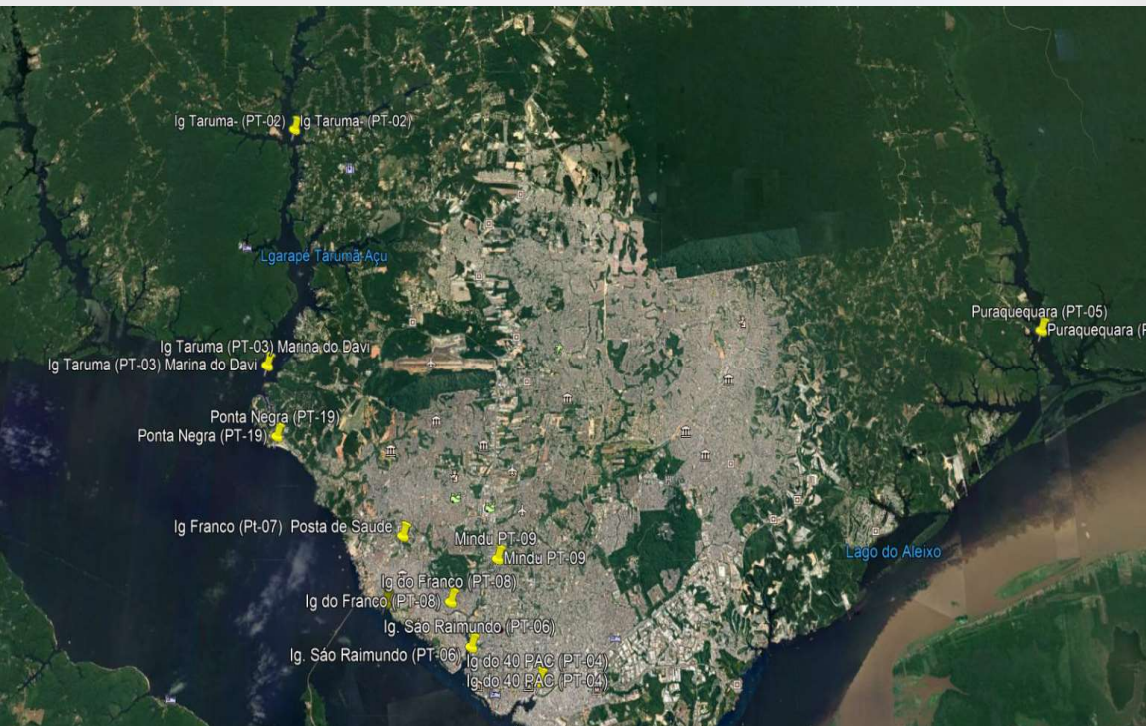 Ig Taruma- (PT-02) Ig Taruma- (PT-02)
Lgarapé Tarumã-Açu
Puraquequara (PT-05)
Puraquequara (P
Ig Taruma (PT-03) Marina do Davi
Ig Taruma (PT-03) Marina do Davi
Ponta Negra (PT-19)
Ponta Negra (PT-19)
Ig Franco (Pt-07) Posta de Saude
Mindu PT-09
Mindu PT-09
Lago do Aleixo
Ig do Franco (PT-08)
Ig do Franco (PT-08)
Ig. Sáo Raimundo (PT-06)
Ig. Sáo Raimundo (PT-06)
Ig do 40 PAC (PT-04)
Ig do 40 PAC (PT-04)